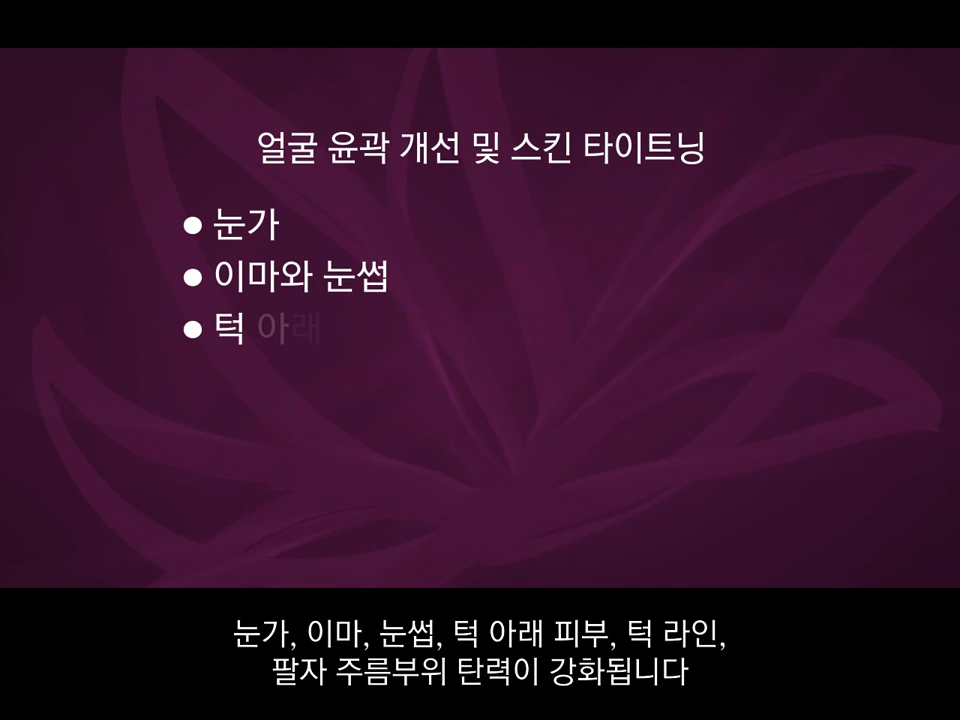 얼굴 윤곽 개선 및 스킨 타이트닝
● 눈가
● 이마와 눈썹
● 턱 아래
눈가, 이마, 눈썹, 턱 아래 피부, 턱 라인,
팔자 주름부위 탄력이 강화됩니다